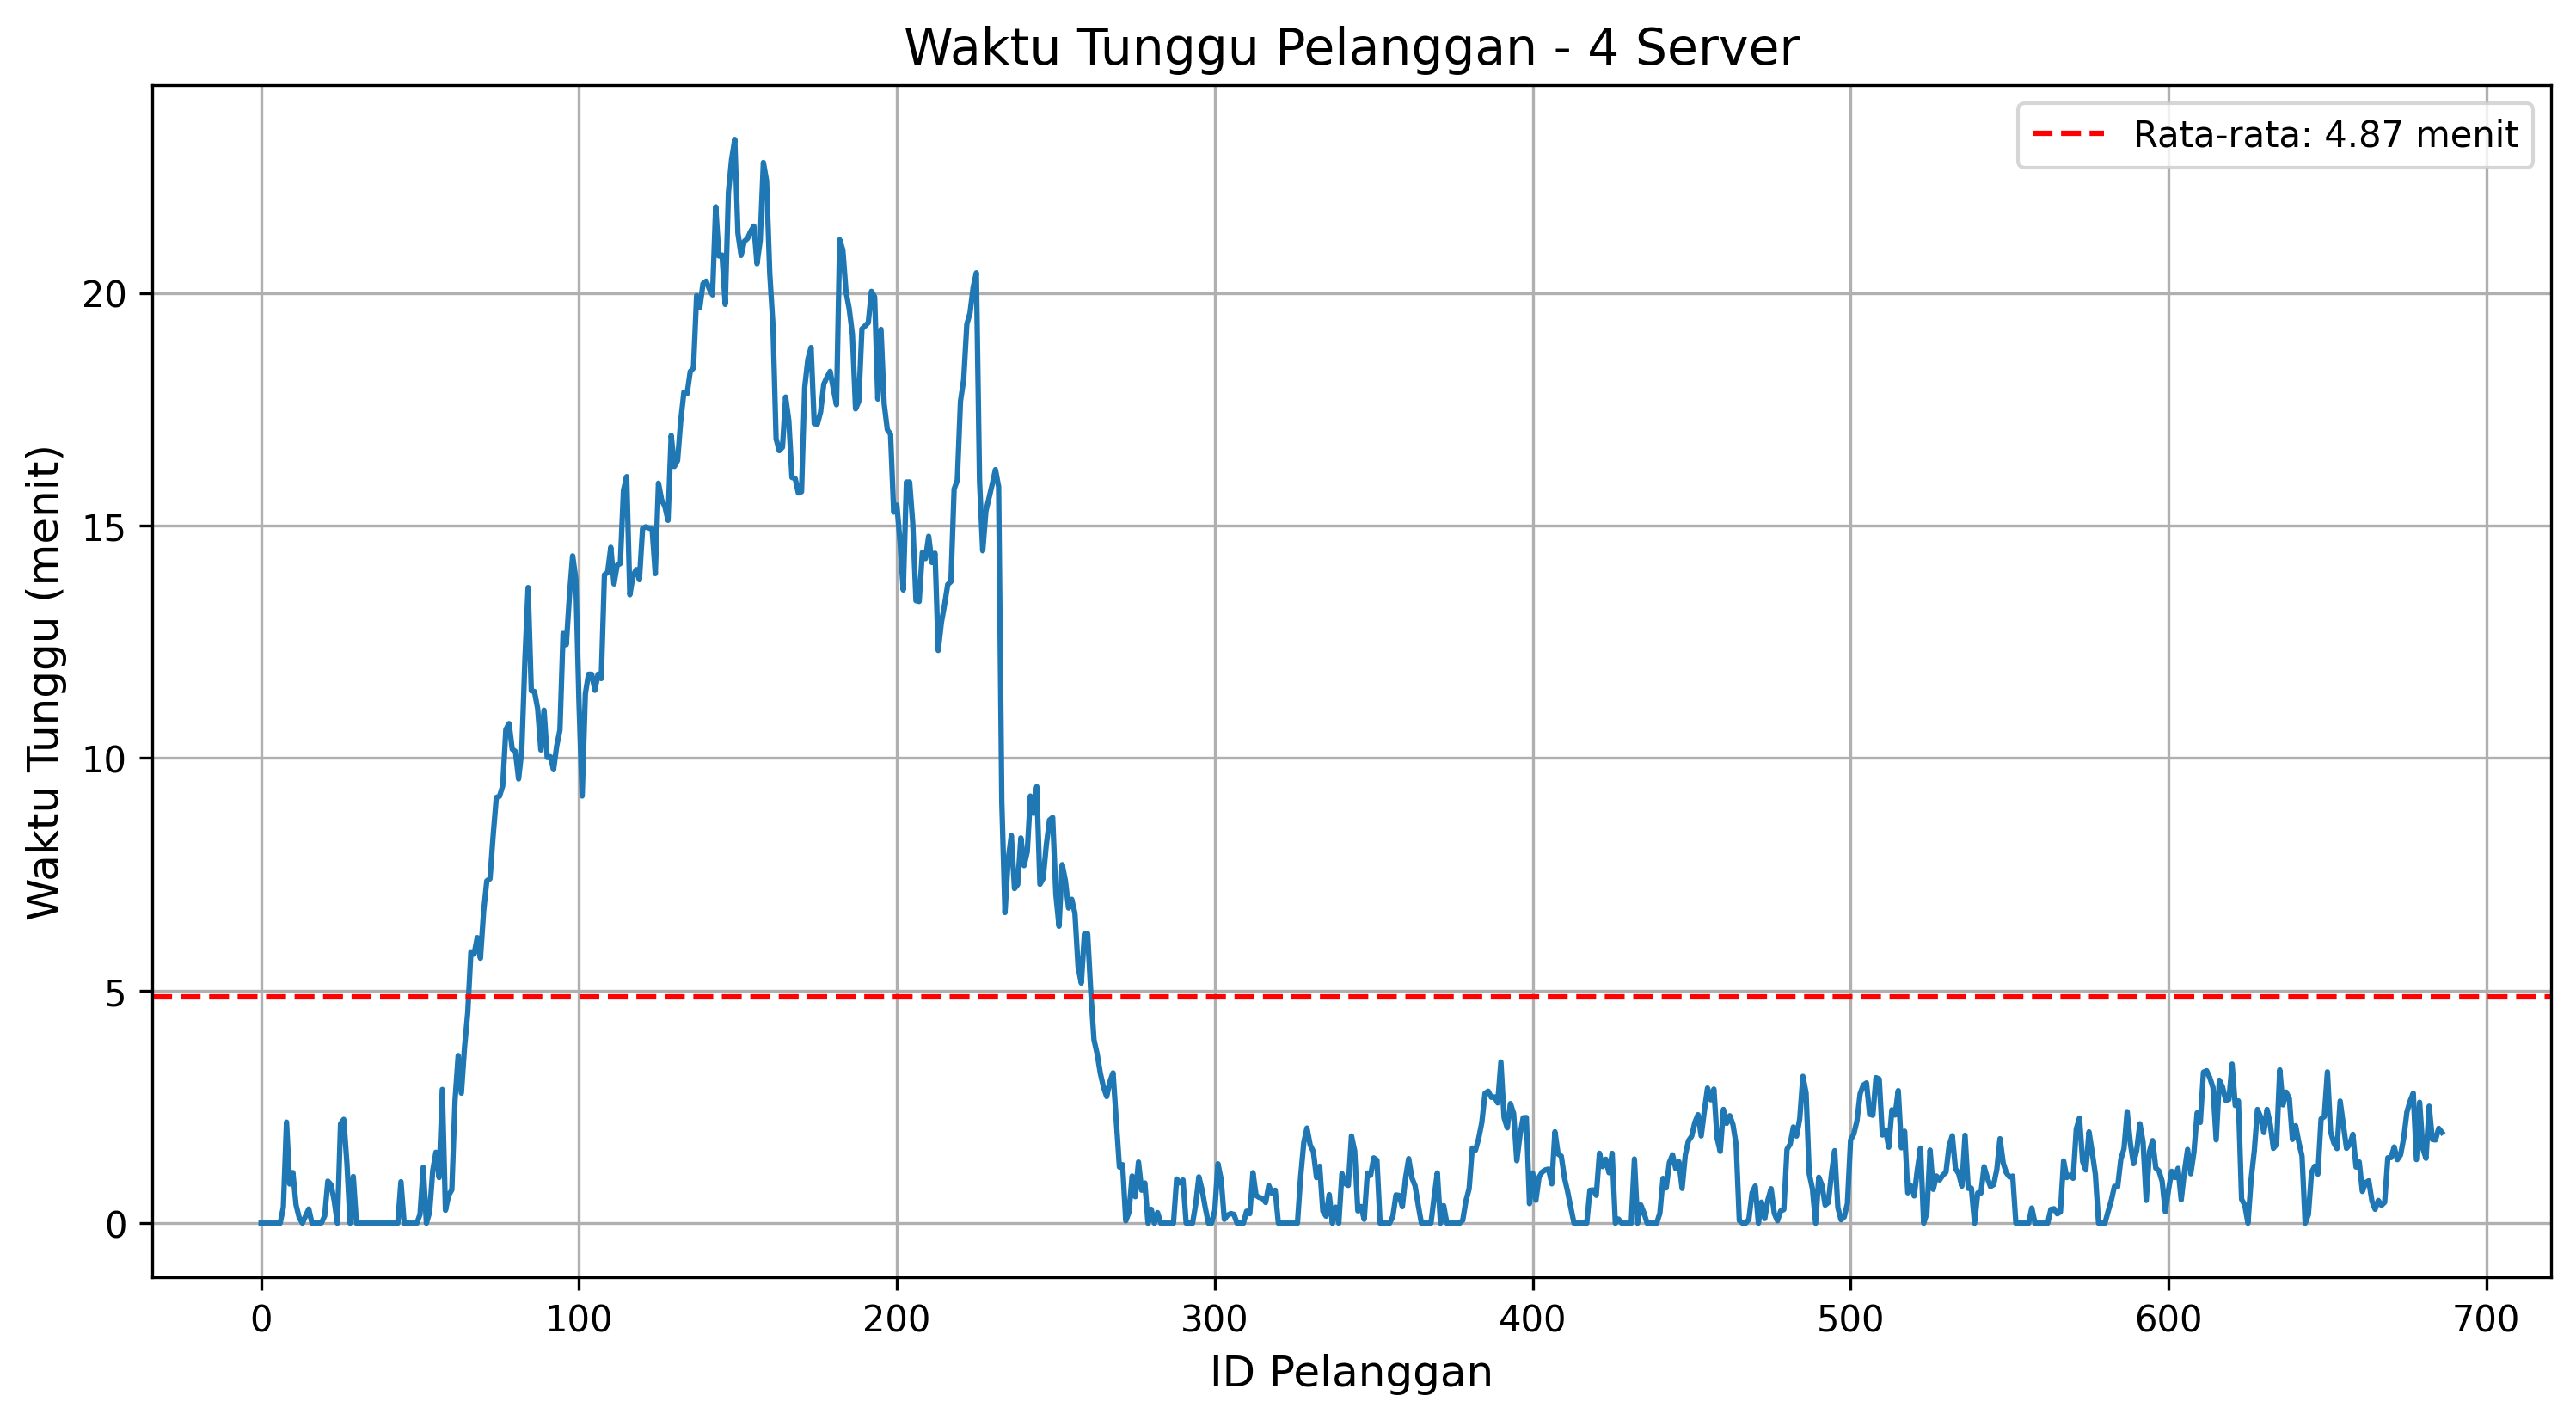 Waktu Tunggu Pelanggan - 4 Server
Rata-rata: 4.87 menit
Waktu Tunggu (menit)
20
15
10
5
0
0 100 200 300 400 500 600 700
ID Pelanggan